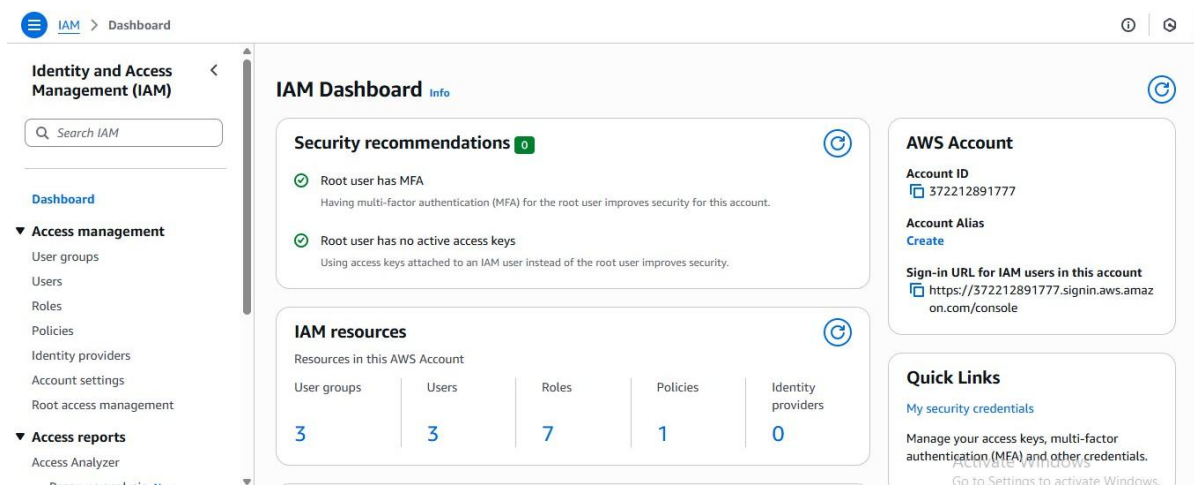 IAM > Dashboard
Identity and Access
Management (IAM)
Search IAM
Dashboard
Access management
User groups
Users
Roles
Policies
Identity providers
Account settings
Root access management
Access reports
Access Analyzer
IAM Dashboard Info
Security recommendations 0
Root user has MFA
Having multi-factor authentication (MFA) for the root user improves security for this account.
Root user has no active access keys
Using access keys attached to an IAM user instead of the root user improves security.
IAM resources
Resources in this AWS Account
User groups
3
Users
3
Roles
7
Policies
1
Identity
providers
0
AWS Account
Account ID
372212891777
Account Alias
Create
Sign-in URL for IAM users in this account
https://372212891777.signin.aws.amaz
on.com/console
Quick Links
My security credentials
Manage your access keys, multi-factor
authentication (MFA) and other credentials.
Activate Windows
Go to Settings to activate Windows.